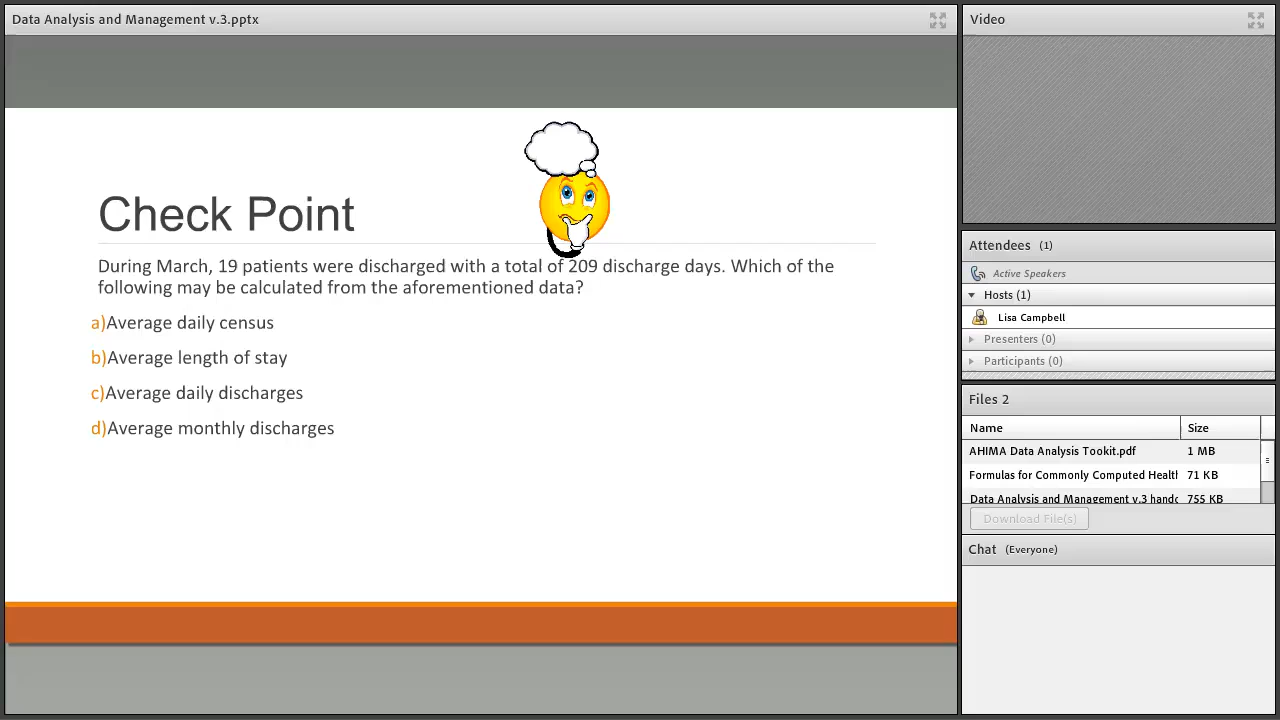 Data Analysis and Management v.3.pptx
Check Point
During March, 19 patients were discharged with a total of 209 discharge days. Which of the
following may be calculated from the aforementioned data?
a)Average daily census
b)Average length of stay
c)Average daily discharges
d)Average monthly discharges
Video
Attendees (1)
Active Speakers
Hosts (1)
Lisa Campbell
Presenters (0)
Participants (0)
Files 2
Name Size
AHIMA Data Analysis Tookit.pdf 1 MB
Formulas for Commonly Computed Healt 71 KB
Data Analysis and Management v.3 hando 755 KB
Download File(s)
Chat (Everyone)